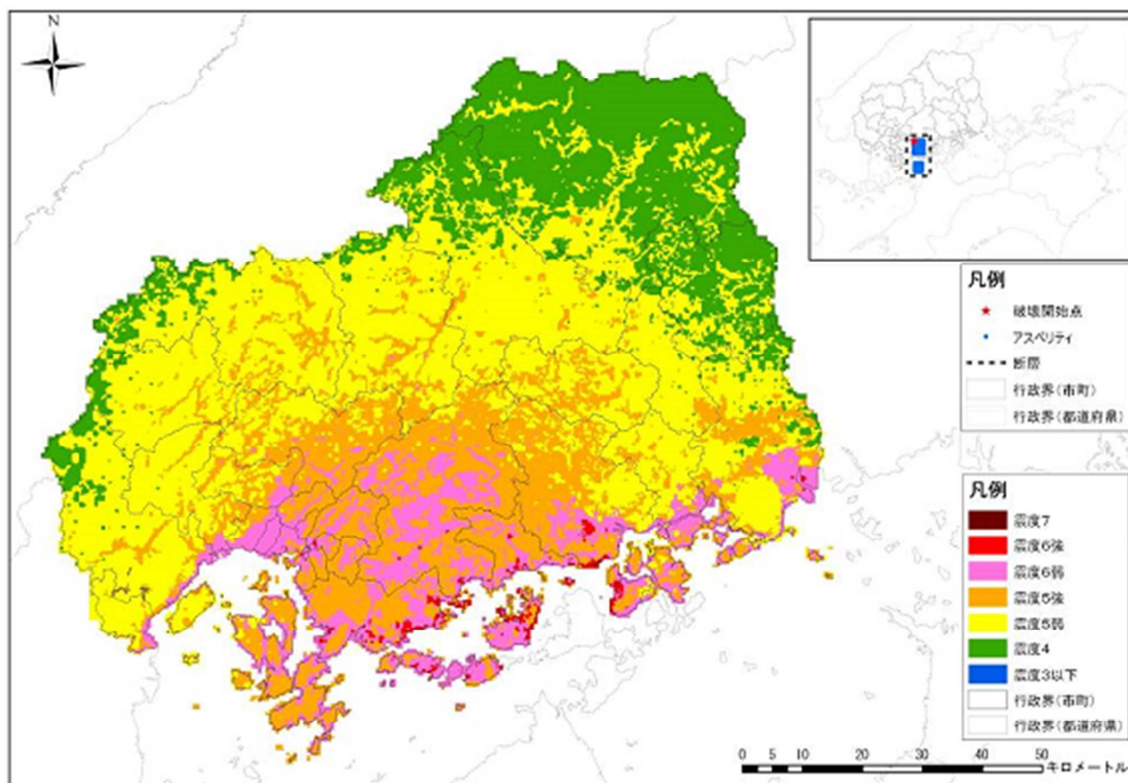 N
凡例
破壊開始点
アスペリティ
断層
行政界(市町)
行政界(都道府県)
凡例
震度7
震度6強
震度6弱
震度5強
震度5弱
震度4
震度3以下
行政界(市町)
行政界(都道府県)
0 5 10 20 30 40 50
キロメートル